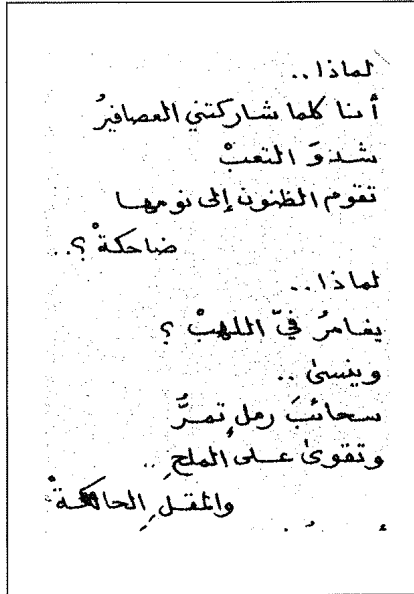 لماذا..
أنا كلما شاركتني العصافيرُ
شدوَ التعبْ
تقوم الظنون إلى نومها
ضاحكةْ ؟..
لماذا..
يغامرُ فيّ اللهبْ ؟
وينسىٰ ..
سحائبَ رملٍ تمرُّ
وتقوىٰ على الملحِ ..
والمقلِ الحالكةْ